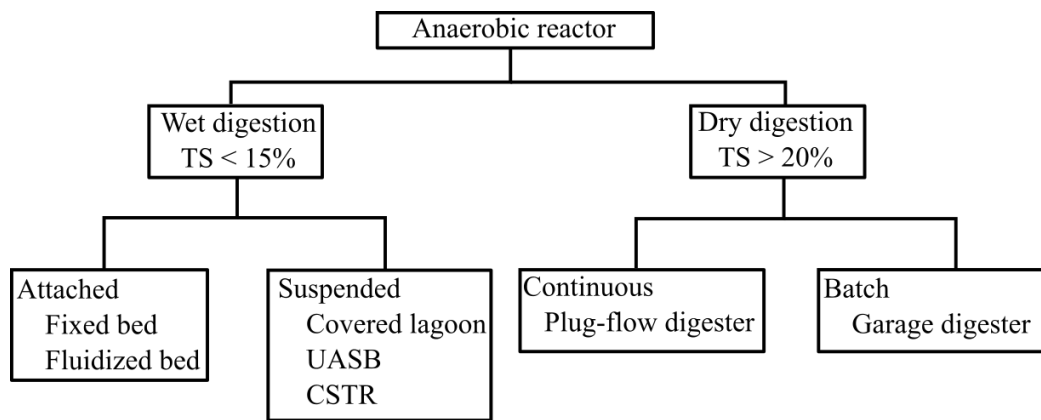 Anaerobic reactor
Wet digestion
TS < 15%
Dry digestion
TS > 20%
Attached
Fixed bed
Fluidized bed
Suspended
Covered lagoon
UASB
CSTR
Continuous
Plug-flow digester
Batch
Garage digester